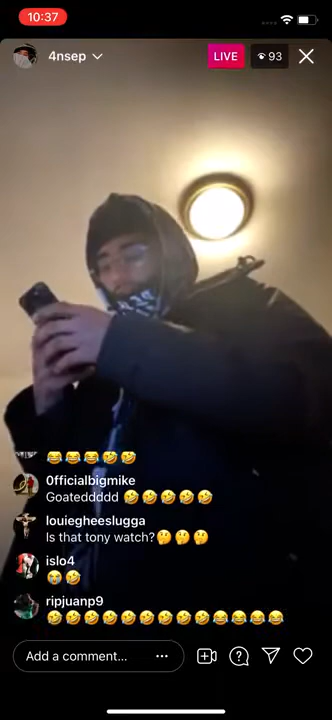 10:37
4nsep
LIVE
93
😂😂😂🤣🤣
0fficialbigmike
Goateddddd 🤣🤣🤣🤣🤣
louiegheeslugga
Is that tony watch?🤔🤔🤔
islo4
😭🤣
ripjuanp9
🤣🤣🤣🤣🤣🤣🤣🤣🤣😂😂😂😂
Add a comment...